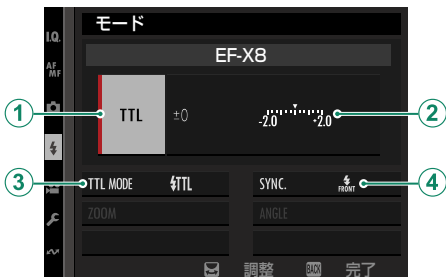 モード
I.Q.
EF-X8
AF
MF
TTL ±0 -2.0 +2.0
1
2
3
4
TTL MODE TTL SYNC. FRONT
ZOOM ANGLE
調整 BACK 完了